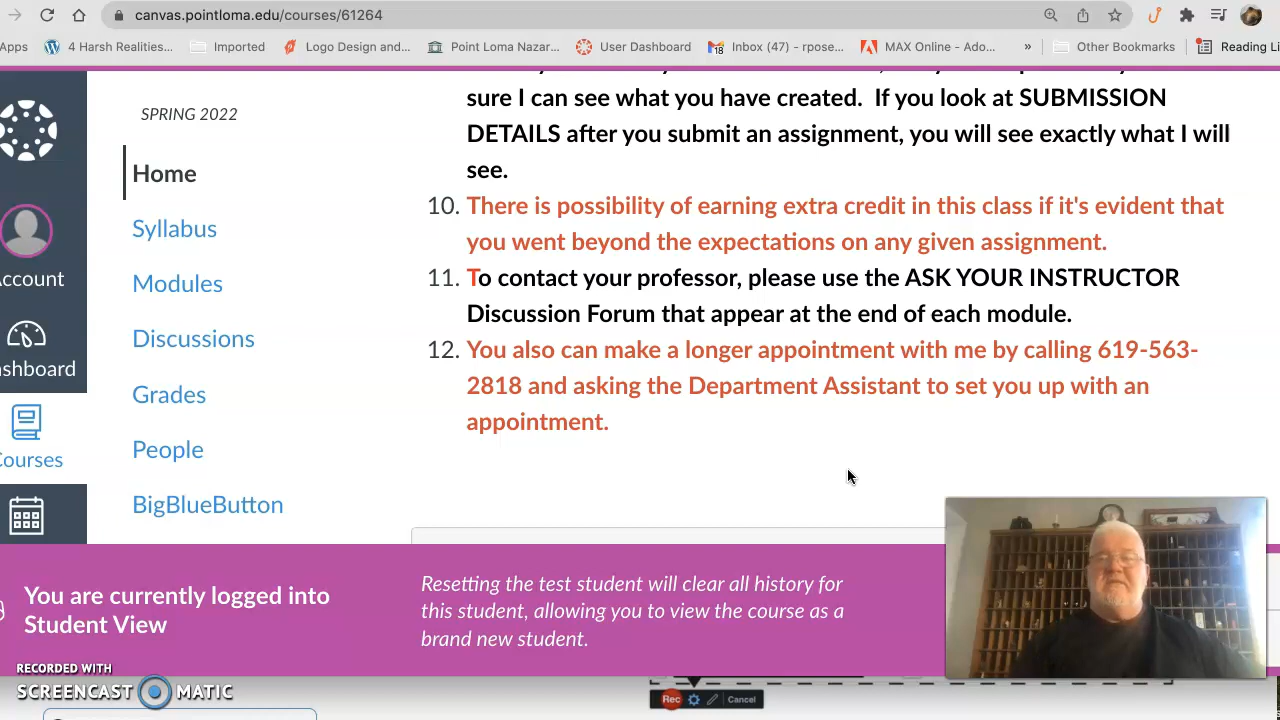 canvas.pointloma.edu/courses/61264
Apps
4 Harsh Realities...
Imported
Logo Design and...
Point Loma Nazar...
User Dashboard
18
Inbox (47) – rpose...
MAX Online - Ado...
»
Other Bookmarks
Reading Li
SPRING 2022
Home
Syllabus
Modules
Discussions
Grades
People
BigBlueButton
ccount
shboard
Courses
sure I can see what you have created. If you look at SUBMISSION
DETAILS after you submit an assignment, you will see exactly what I will
see.
10. There is possibility of earning extra credit in this class if it's evident that
you went beyond the expectations on any given assignment.
11. To contact your professor, please use the ASK YOUR INSTRUCTOR
Discussion Forum that appear at the end of each module.
12. You also can make a longer appointment with me by calling 619-563-
2818 and asking the Department Assistant to set you up with an
appointment.
You are currently logged into
Student View
Resetting the test student will clear all history for
this student, allowing you to view the course as a
brand new student.
RECORDED WITH
SCREENCAST MATIC
Rec
Cancel